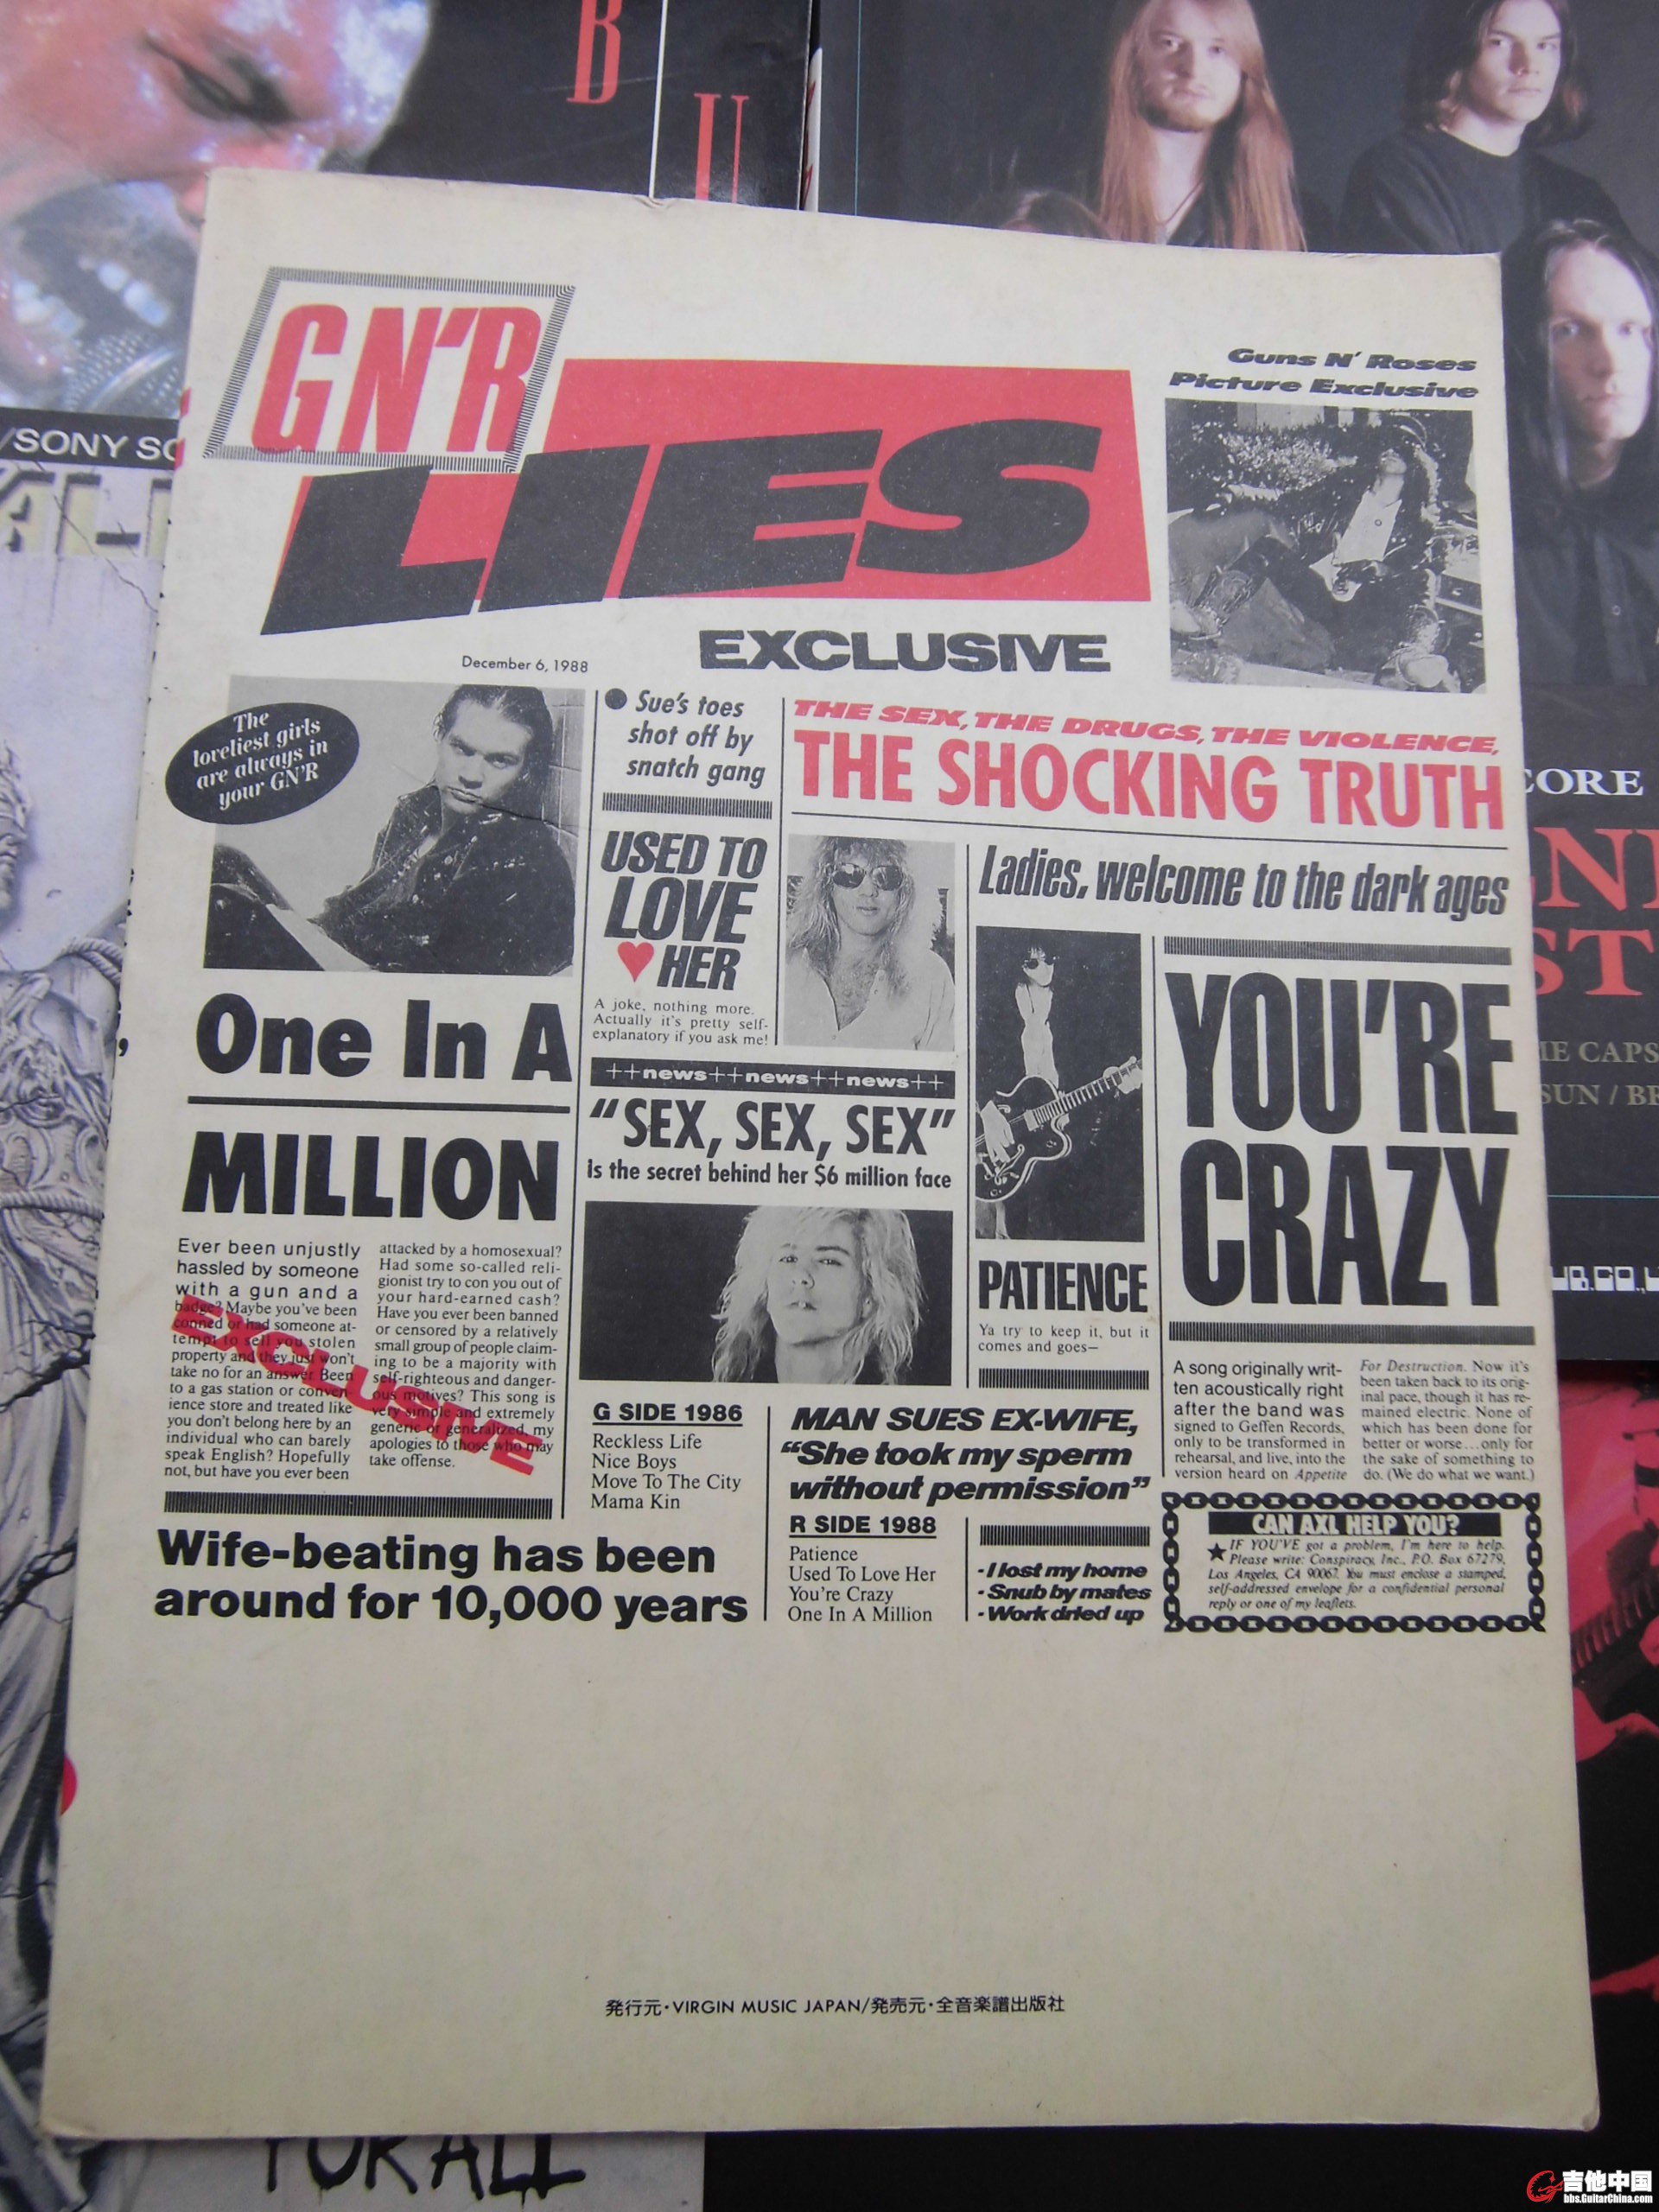 B
U
/SONY
GN'R
LIES
Guns N' Roses
Picture Exclusive
EXCLUSIVE
December 6, 1988
The
loveliest girls
are always in
your GN'R
● Sue's toes
shot off by
snatch gang
THE SEX, THE DRUGS, THE VIOLENCE,
THE SHOCKING TRUTH
USED TO
LOVE
♥ HER
A joke, nothing more.
Actually it's pretty self-
explanatory if you ask me!
Ladies, welcome to the dark ages
One In A
MILLION
Ever been unjustly
hassled by someone
with a gun and a
badge? Maybe you've been
conned or had someone at-
tempt to sell you stolen
property and they just won't
take no for an answer. Been
to a gas station or conven-
ience store and treated like
you don't belong here by an
individual who can barely
speak English? Hopefully
not, but have you ever been
attacked by a homosexual?
Had some so-called reli-
gionist try to con you out of
your hard-earned cash?
Have you ever been banned
or censored by a relatively
small group of people claim-
ing to be a majority with
self-righteous and danger-
ous motives? This song is
very simple and extremely
generic or generalized, my
apologies to those who may
take offense.
EXCLUSIVE
++news++news++news++
"SEX, SEX, SEX"
is the secret behind her $6 million face
PATIENCE
Ya try to keep it, but it
comes and goes—
YOU'RE
CRAZY
A song originally writ-
ten acoustically right
after the band was
signed to Geffen Records,
only to be transformed in
rehearsal, and live, into the
version heard on Appetite
For Destruction. Now it's
been taken back to its orig-
inal pace, though it has re-
mained electric. None of
which has been done for
better or worse...only for
the sake of something to
do. (We do what we want.)
G SIDE 1986
Reckless Life
Nice Boys
Move To The City
Mama Kin
MAN SUES EX-WIFE,
"She took my sperm
without permission"
R SIDE 1988
Patience
Used To Love Her
You're Crazy
One In A Million
- I lost my home
- Snub by mates
- Work dried up
CAN AXL HELP YOU?
★ IF YOU'VE got a problem, I'm here to help.
Please write: Conspiracy, Inc., P.O. Box 67279,
Los Angeles, CA 90067. You must enclose a stamped,
self-addressed envelope for a confidential personal
reply or one of my leaflets.
Wife-beating has been
around for 10,000 years
発行元・VIRGIN MUSIC JAPAN/発売元・全音楽譜出版社
CORE
ST
CAPS
SUN / BR
ALL
吉他中国
bbs.GuitarChina.com